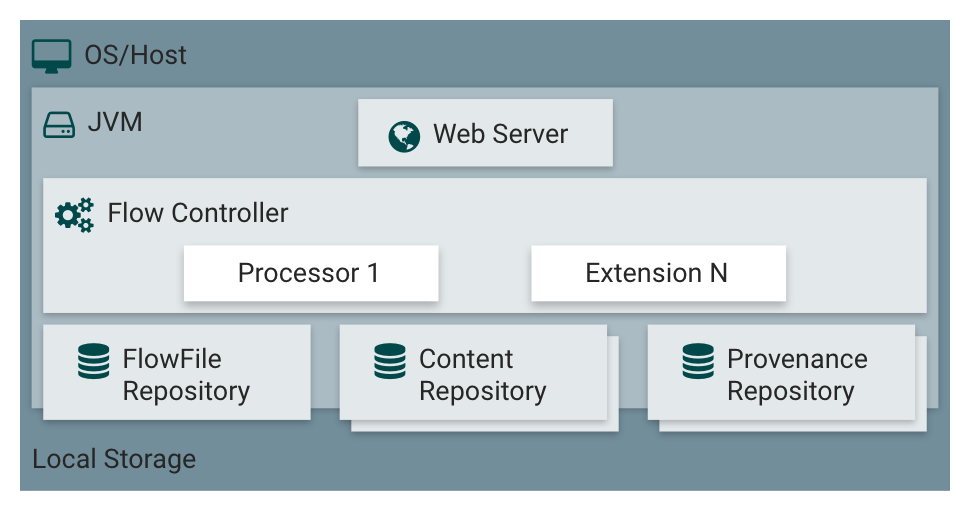 OS/Host
JVM
Web Server
Flow Controller
Processor 1
Extension N
FlowFile
Repository
Content
Repository
Provenance
Repository
Local Storage